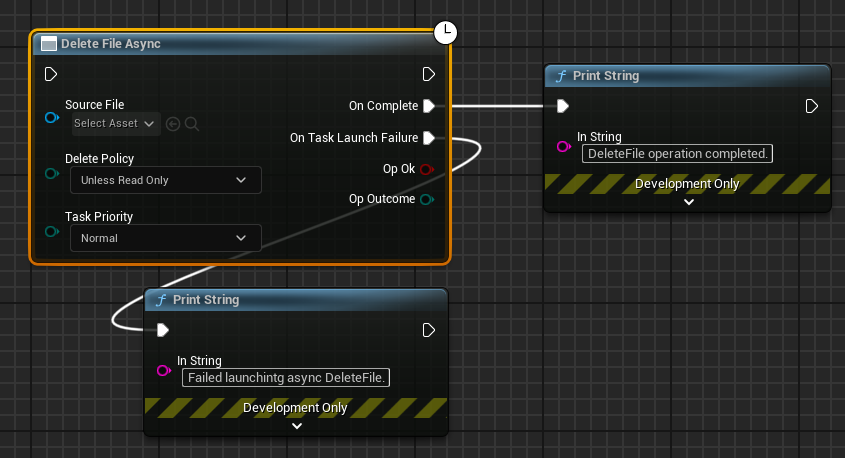 Delete File Async
Source File
Select Asset
Delete Policy
Unless Read Only
Task Priority
Normal
On Complete
On Task Launch Failure
Op Ok
Op Outcome
f Print String
In String
DeleteFile operation completed.
Development Only
f Print String
In String
Failed launchintg async DeleteFile.
Development Only